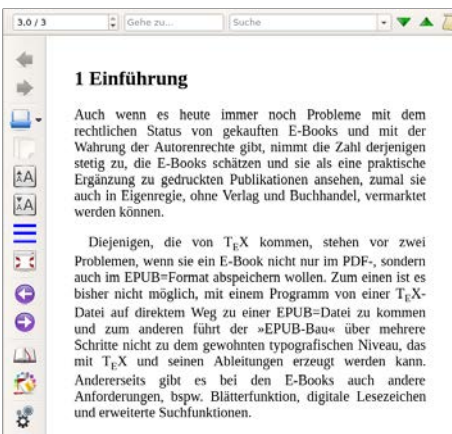 3.0 / 3 Gehe zu... Suche
1 Einführung
Auch wenn es heute immer noch Probleme mit dem
rechtlichen Status von gekauften E-Books und mit der
Wahrung der Autorenrechte gibt, nimmt die Zahl derjenigen
stetig zu, die E-Books schätzen und sie als eine praktische
Ergänzung zu gedruckten Publikationen ansehen, zumal sie
auch in Eigenregie, ohne Verlag und Buchhandel, vermarktet
werden können.
Diejenigen, die von TEX kommen, stehen vor zwei
Problemen, wenn sie ein E-Book nicht nur im PDF-, sondern
auch im EPUB=Format abspeichern wollen. Zum einen ist es
bisher nicht möglich, mit einem Programm von einer TEX-
Datei auf direktem Weg zu einer EPUB=Datei zu kommen
und zum anderen führt der »EPUB-Bau« über mehrere
Schritte nicht zu dem gewohnten typografischen Niveau, das
mit TEX und seinen Ableitungen erzeugt werden kann.
Andererseits gibt es bei den E-Books auch andere
Anforderungen, bspw. Blätterfunktion, digitale Lesezeichen
und erweiterte Suchfunktionen.